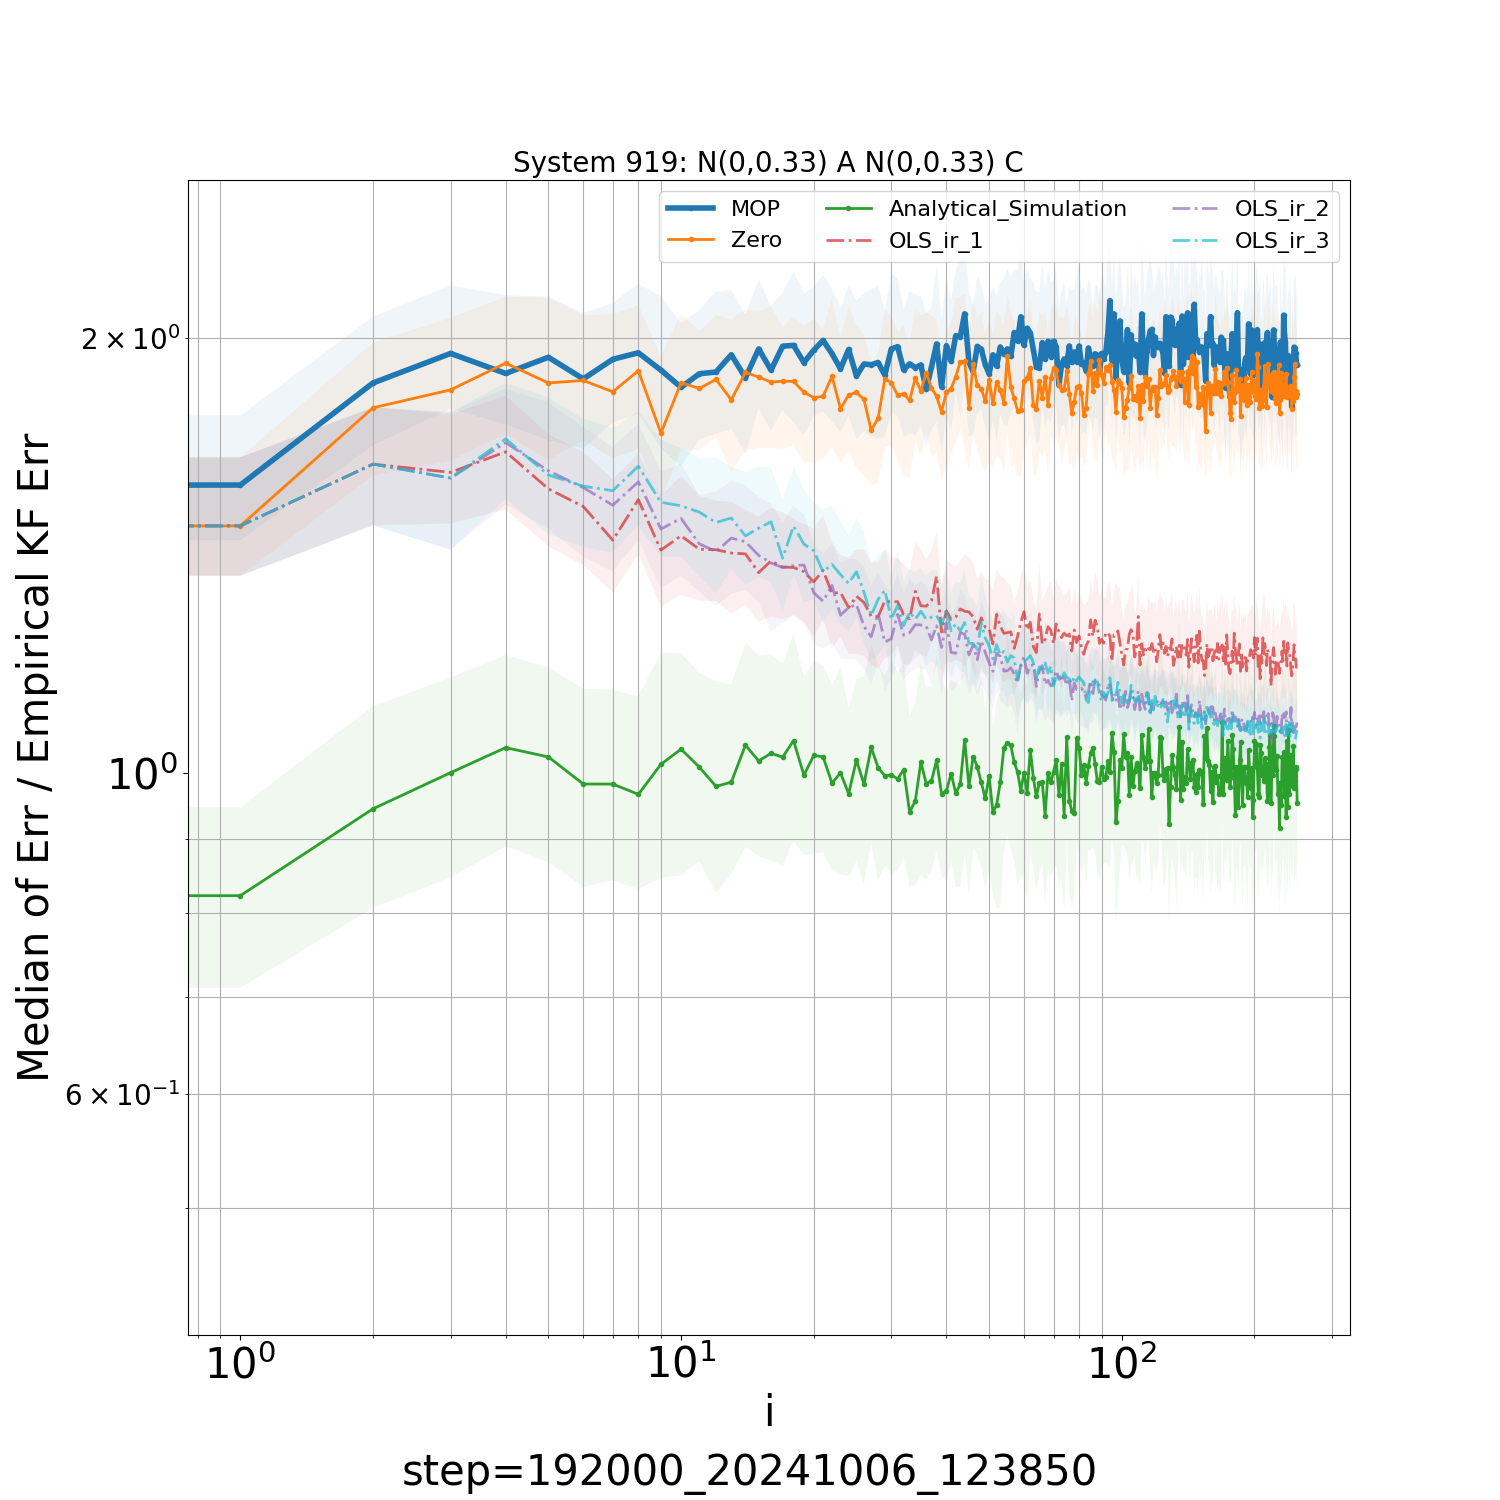 System 919: N(0,0.33) A N(0,0.33) C
MOP
Zero
Analytical_Simulation
OLS_ir_1
OLS_ir_2
OLS_ir_3
Median of Err / Empirical KF Err
2 × 10⁰
10⁰
6 × 10⁻¹
10⁰ 10¹ 10²
i
step=192000_20241006_123850